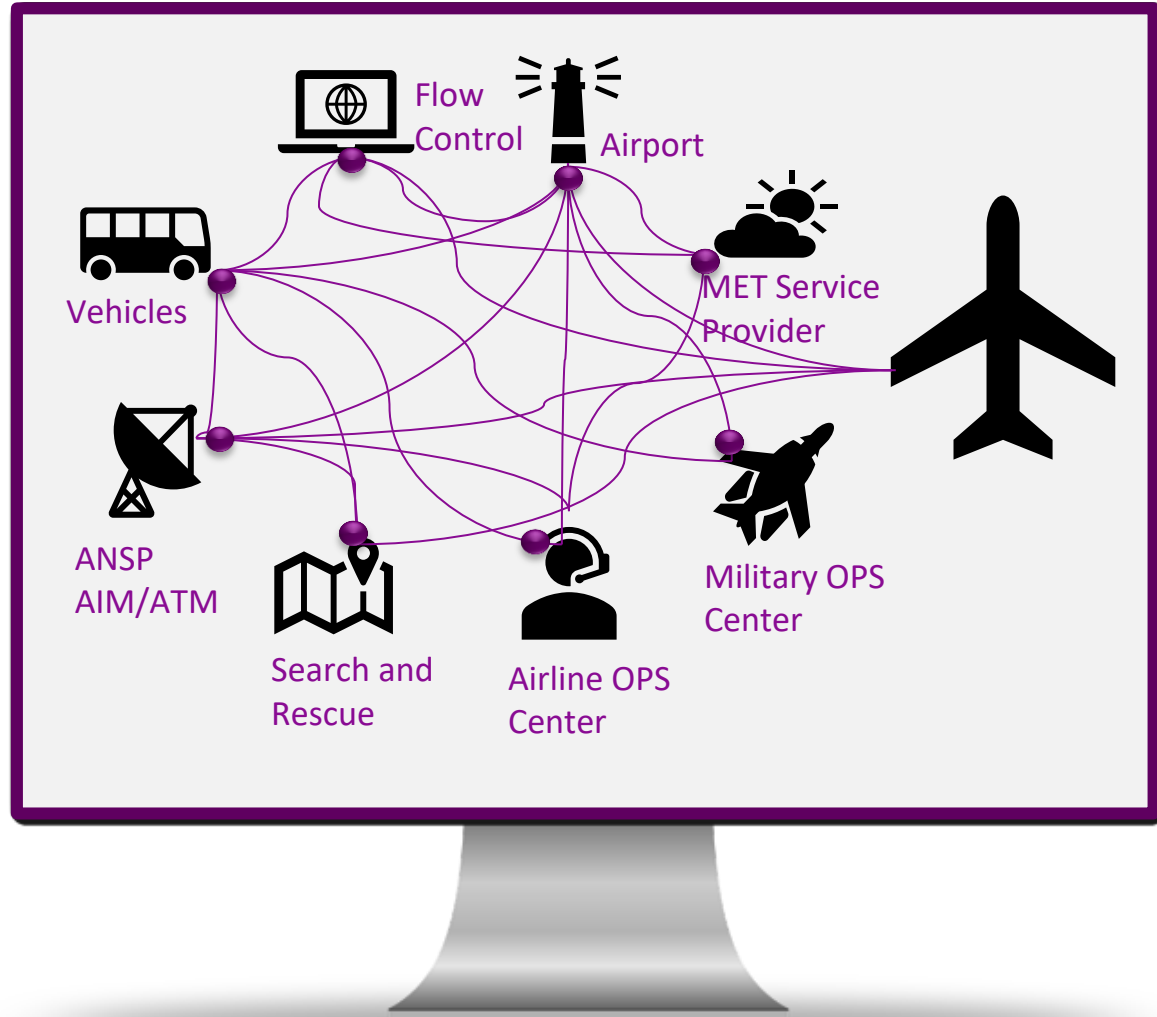 Flow
Control
Airport
MET Service
Provider
Vehicles
ANSP
AIM/ATM
Search and
Rescue
Airline OPS
Center
Military OPS
Center